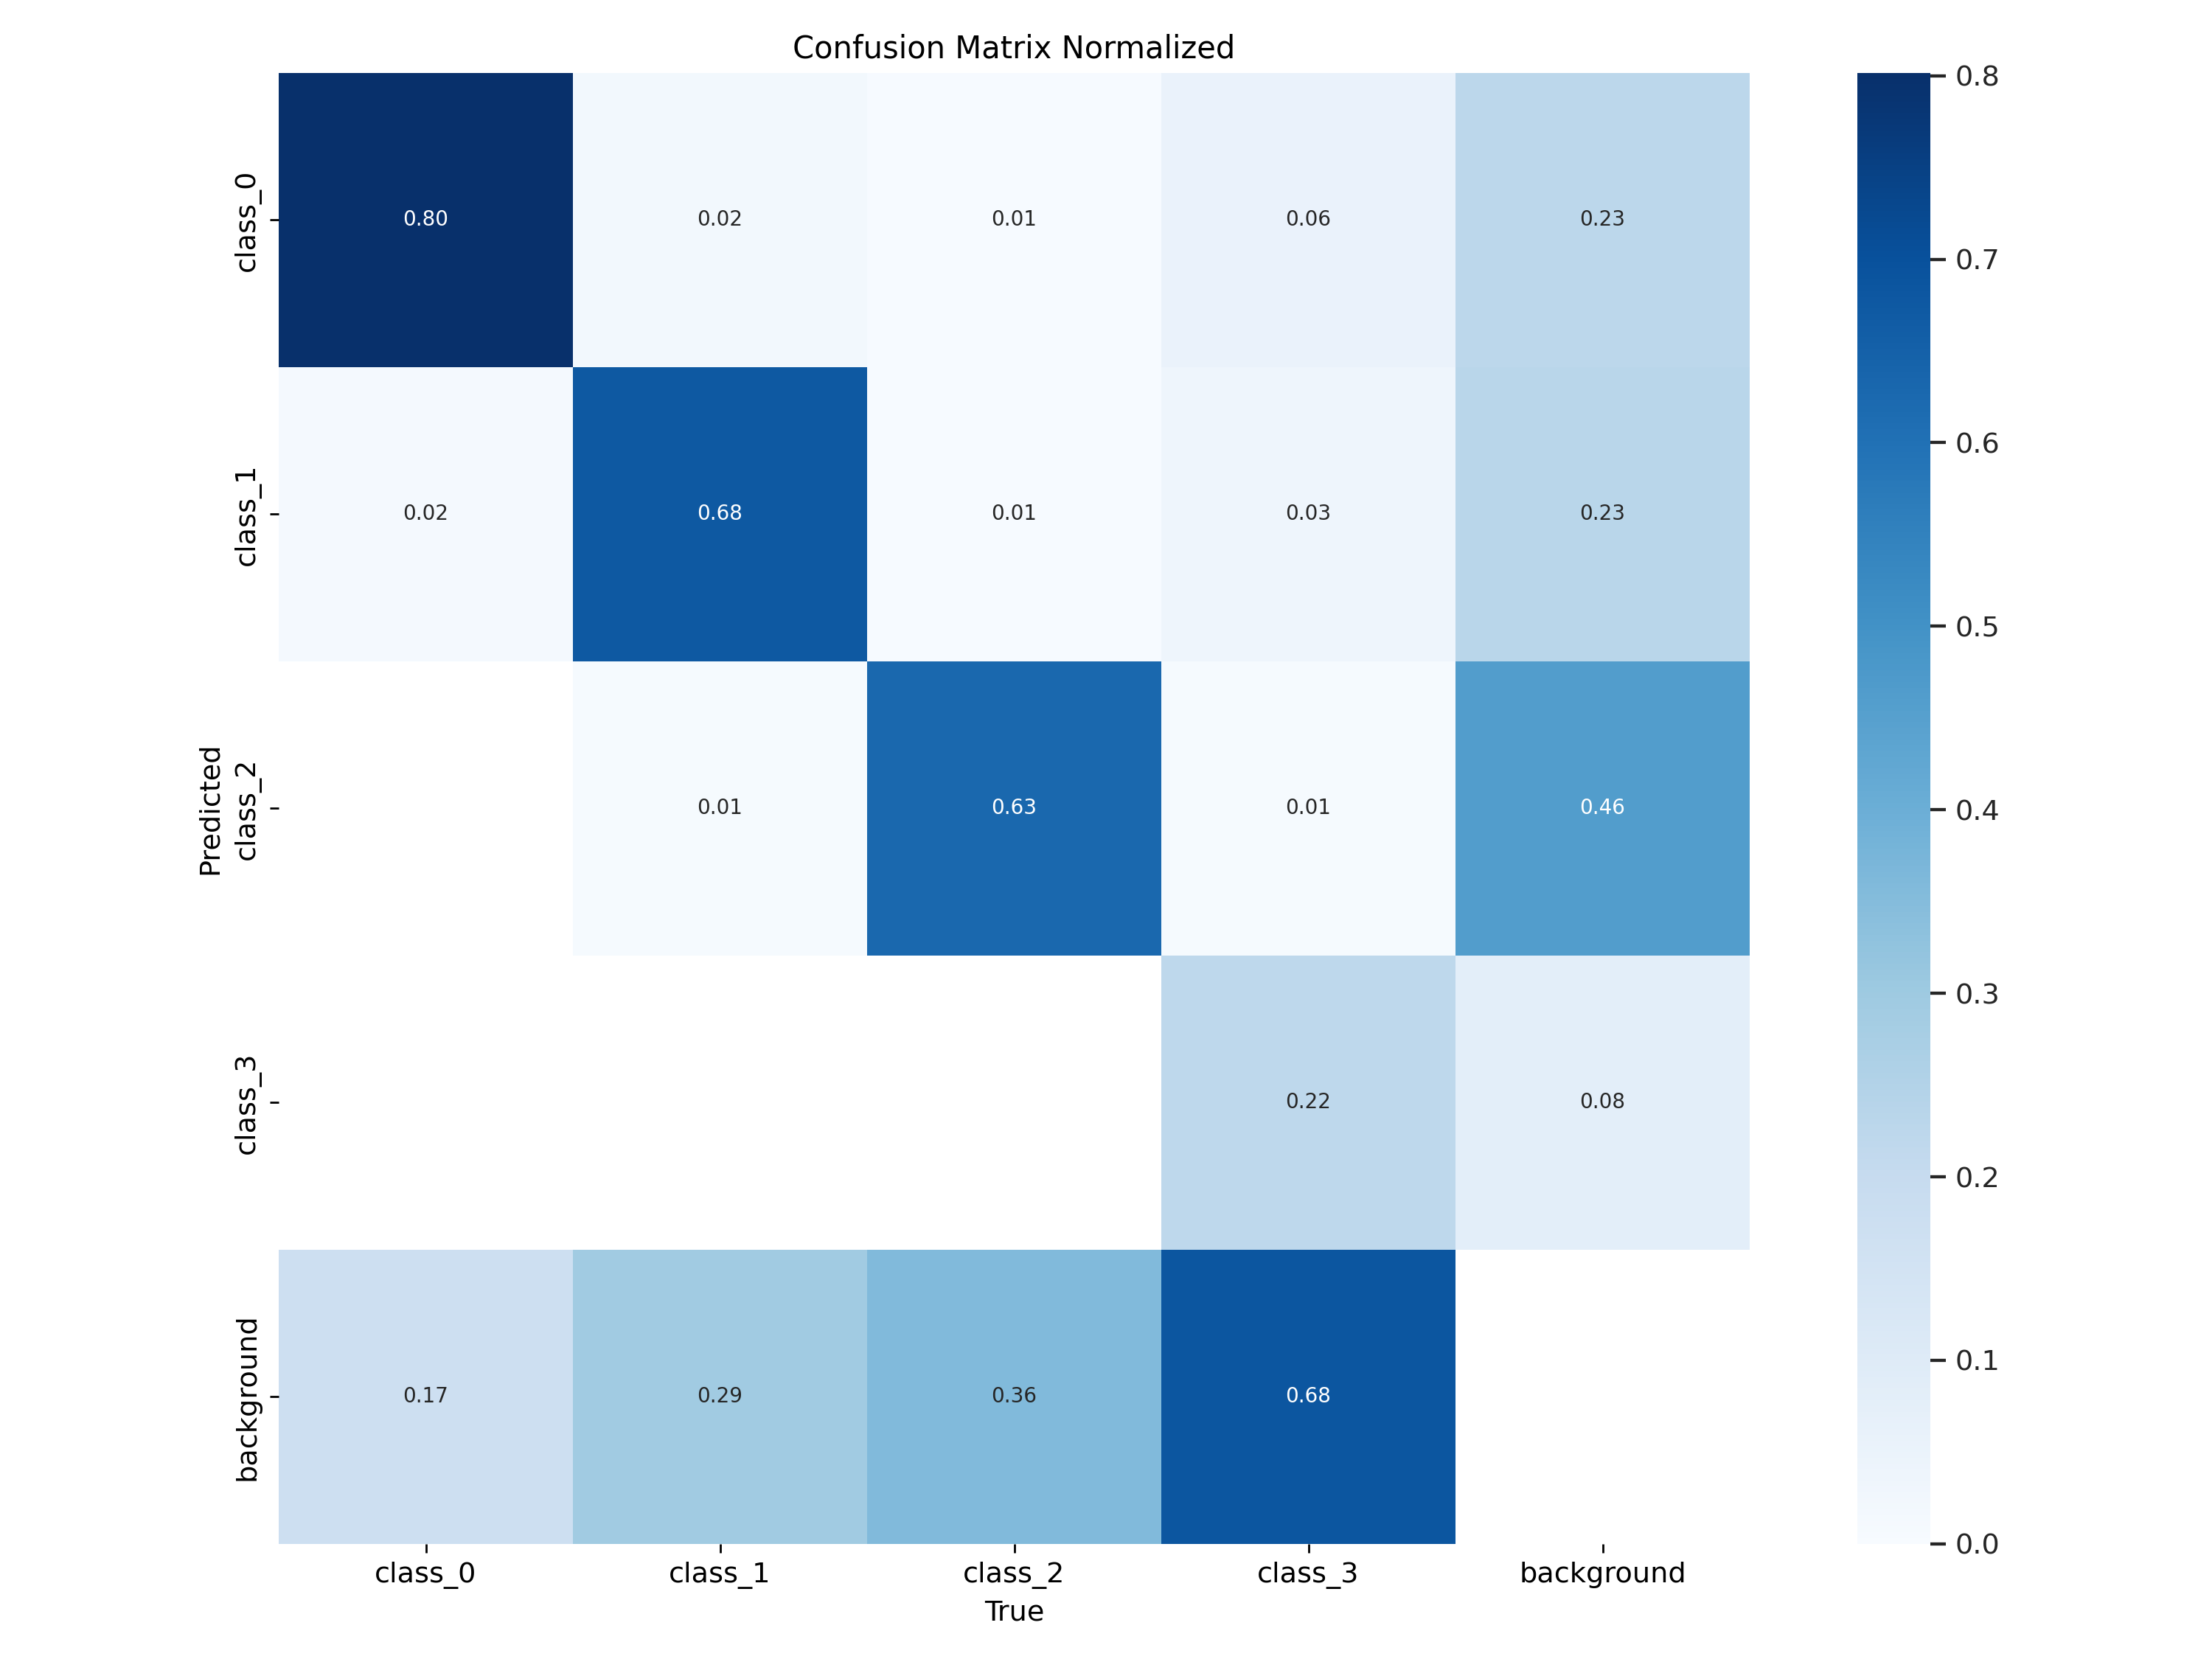 Confusion Matrix Normalized
class_0
0.80
0.02
0.01
0.06
0.23
class_1
0.02
0.68
0.01
0.03
0.23
class_2
0.01
0.63
0.01
0.46
class_3
0.22
0.08
background
0.17
0.29
0.36
0.68
Predicted
class_0
class_1
class_2
class_3
background
True
0.8
0.7
0.6
0.5
0.4
0.3
0.2
0.1
0.0